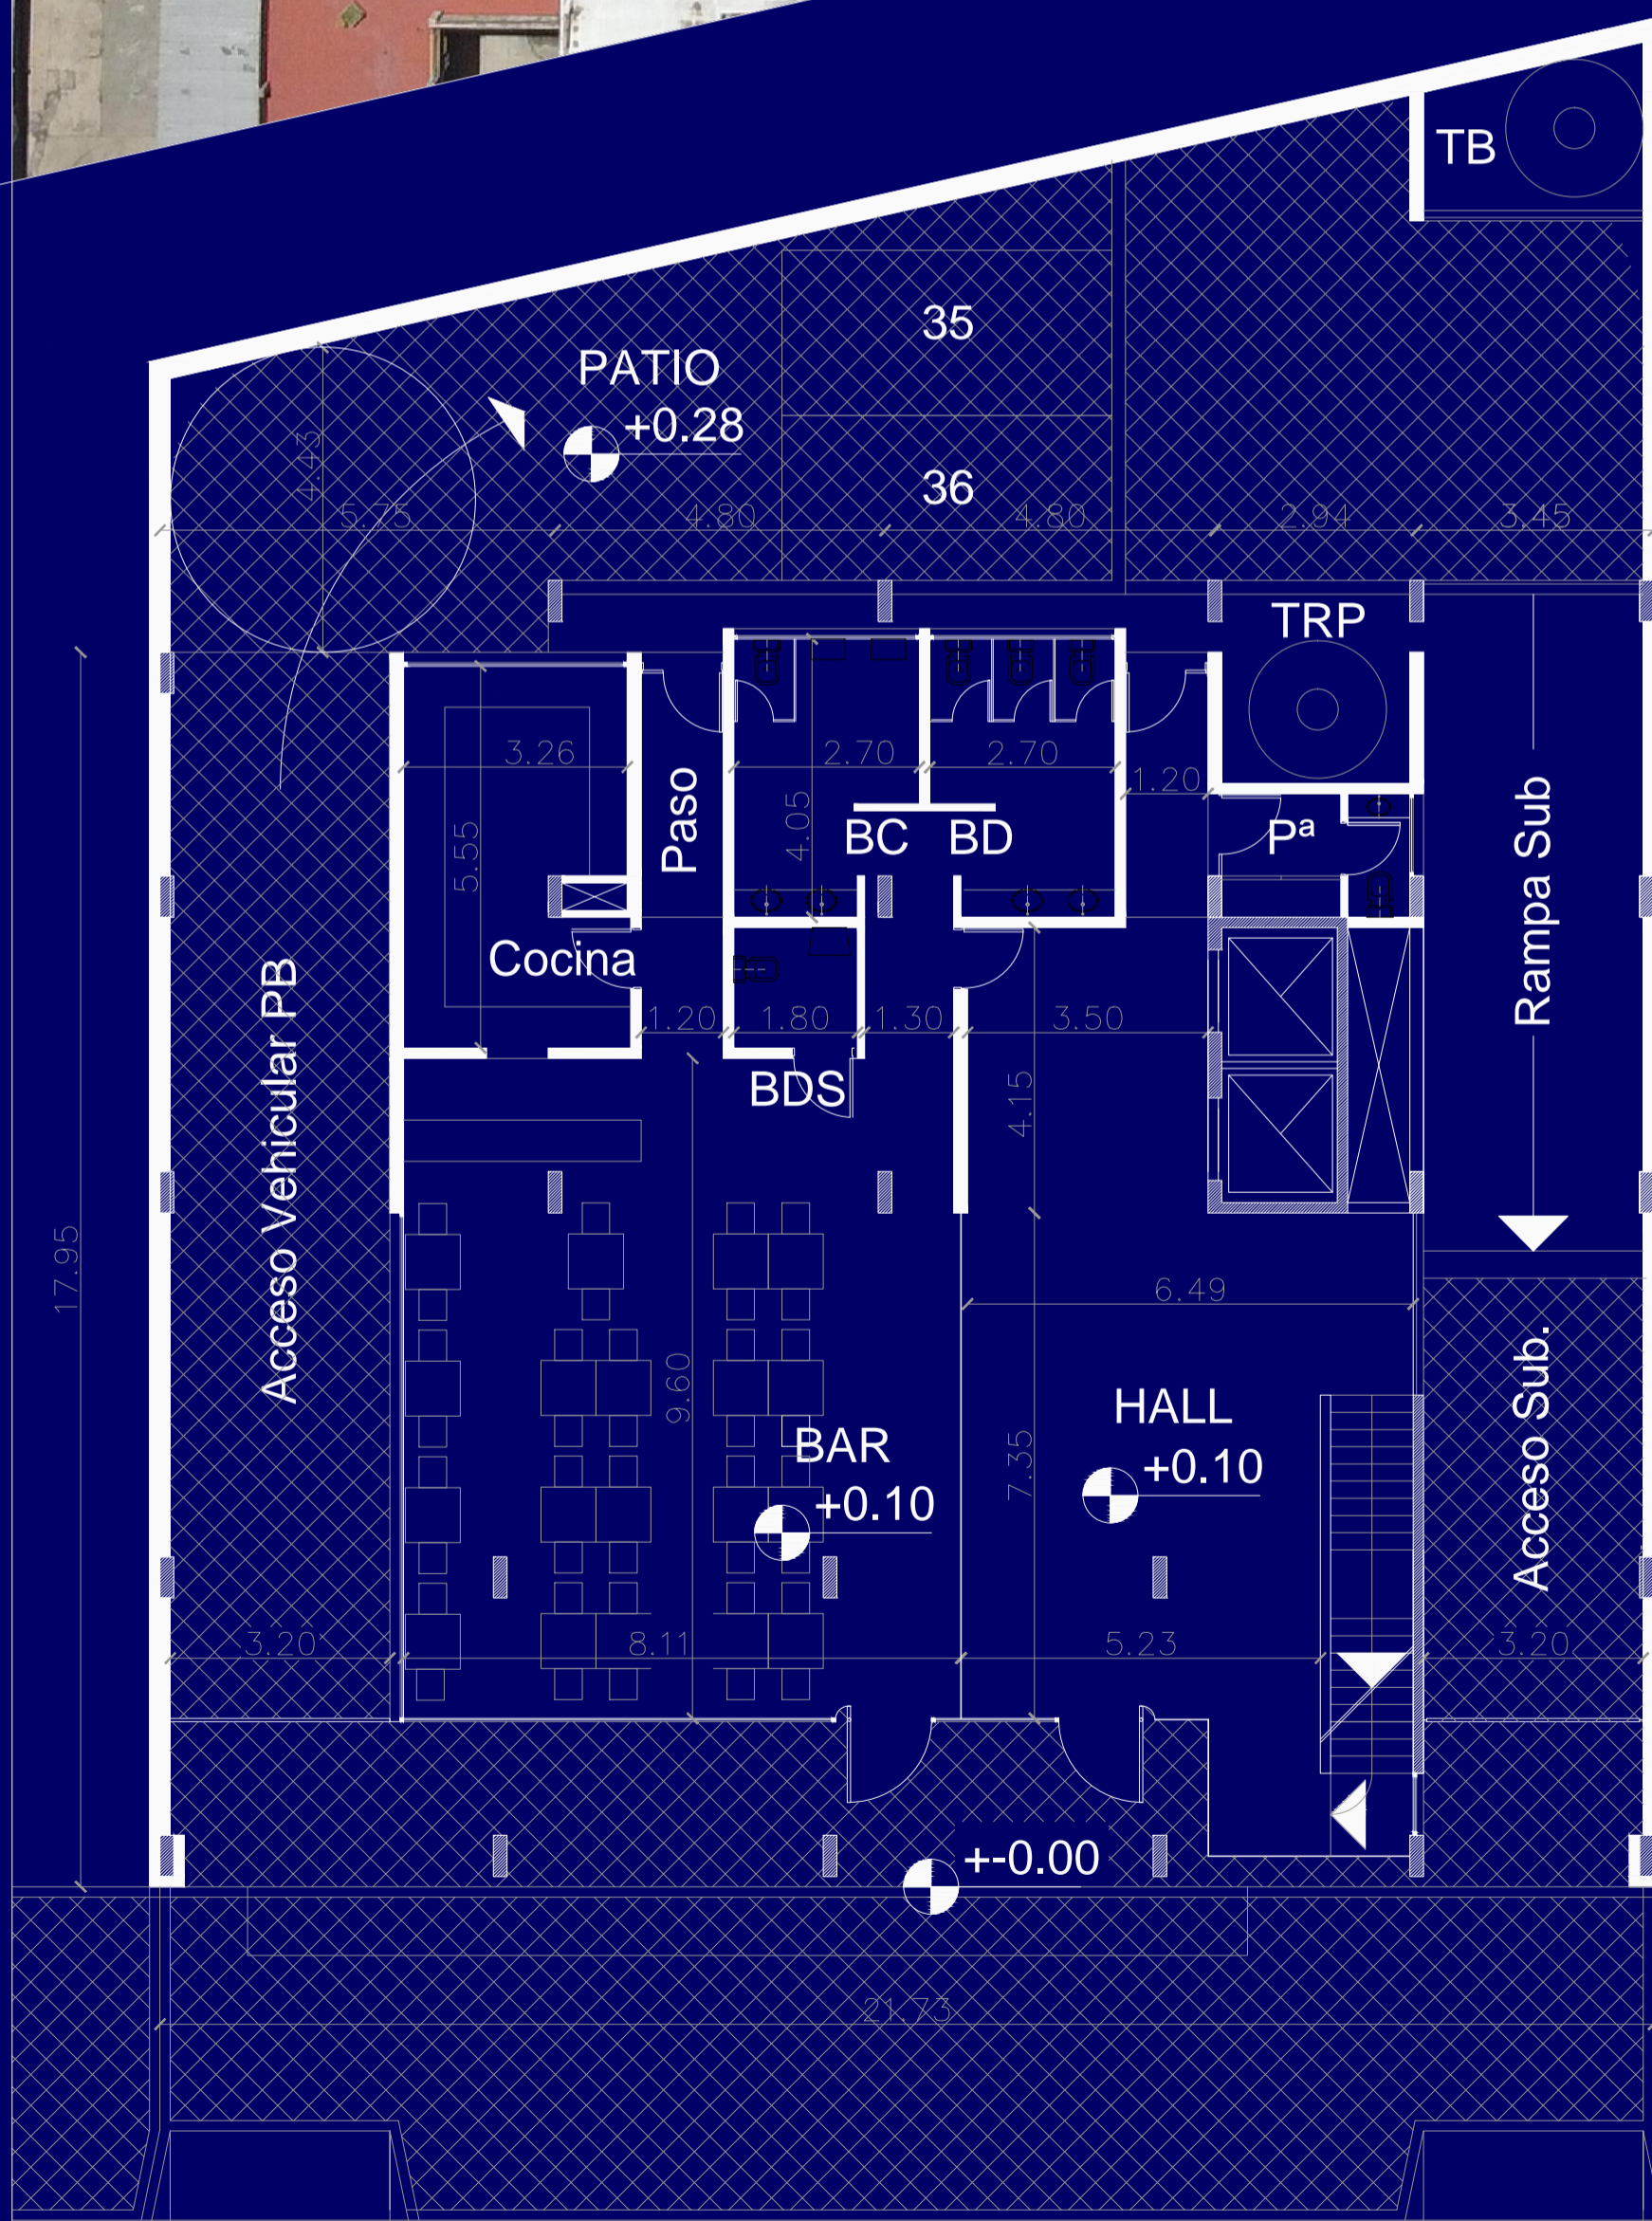 TB
35
PATIO
+0.28
4.43
36
5.75
4.80
4.80
2.94
3.45
TRP
3.26
2.70
2.70
1.20
Paso
4.05
5.55
BC
BD
Pª
Rampa Sub
Cocina
1.20
1.80
1.30
3.50
BDS
4.15
Acceso Vehicular PB
17.95
6.49
9.60
HALL
+0.10
BAR
+0.10
7.35
Acceso Sub.
3.20
8.11
5.23
3.20
+-0.00
21.73